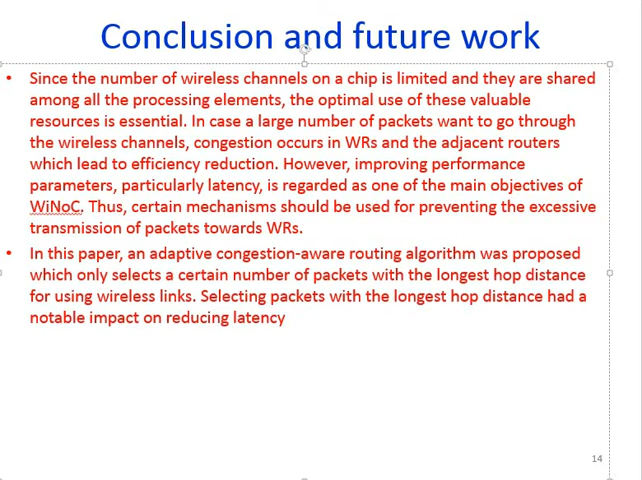 Conclusion and future work
• Since the number of wireless channels on a chip is limited and they are shared
among all the processing elements, the optimal use of these valuable
resources is essential. In case a large number of packets want to go through
the wireless channels, congestion occurs in WRs and the adjacent routers
which lead to efficiency reduction. However, improving performance
parameters, particularly latency, is regarded as one of the main objectives of
WiNoC. Thus, certain mechanisms should be used for preventing the excessive
transmission of packets towards WRs.
• In this paper, an adaptive congestion-aware routing algorithm was proposed
which only selects a certain number of packets with the longest hop distance
for using wireless links. Selecting packets with the longest hop distance had a
notable impact on reducing latency
14